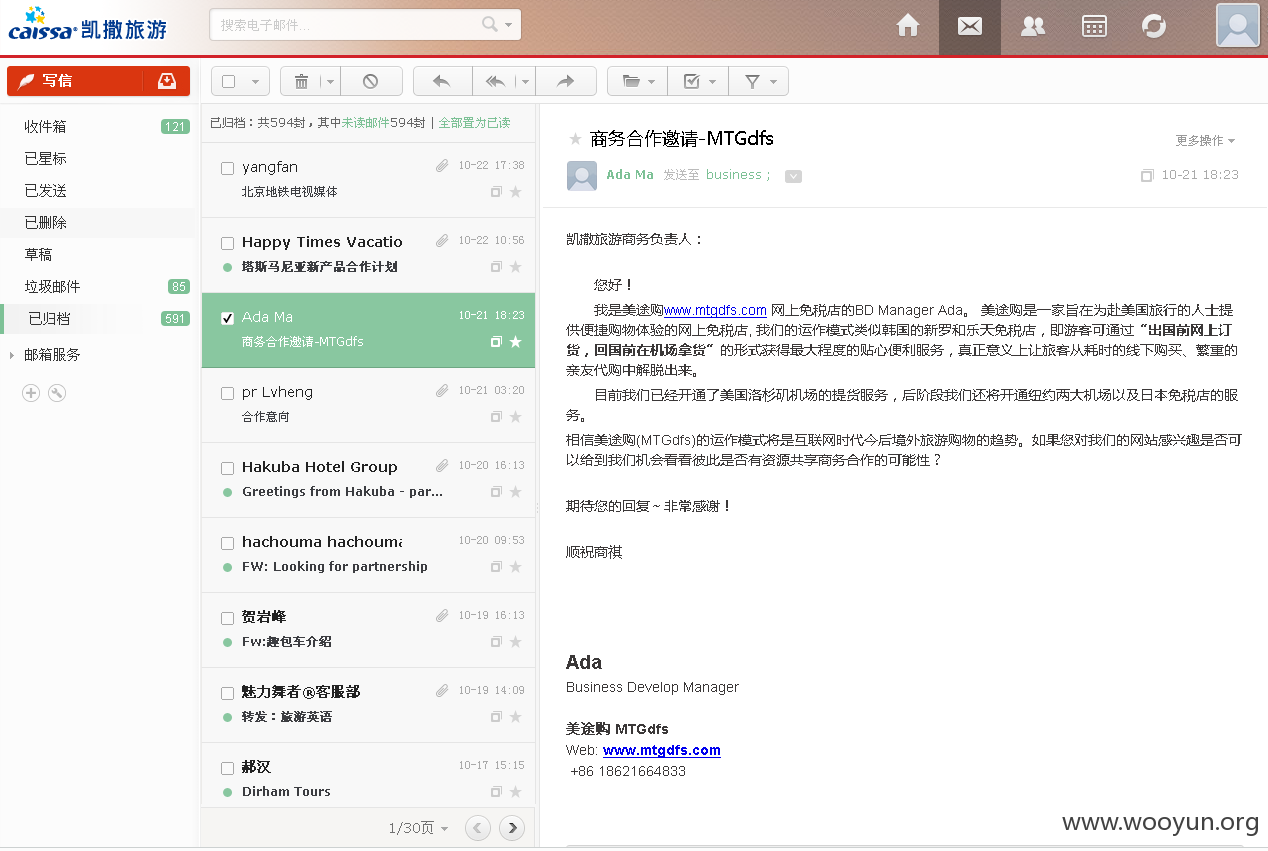 caissa 凯撒旅游
搜索电子邮件...
写信
收件箱 121
已星标
已发送
已删除
草稿
垃圾邮件 85
已归档 591
邮箱服务
已归档：共594封，其中未读邮件594封 | 全部置为已读
yangfan 10-22 17:38
北京地铁电视媒体
Happy Times Vacatio 10-22 10:56
塔斯马尼亚新产品合作计划
Ada Ma 10-21 18:23
商务合作邀请-MTGdfs
pr Lvheng 10-21 03:20
合作意向
Hakuba Hotel Group 10-20 16:13
Greetings from Hakuba - par...
hachouma hachouma 10-20 09:53
FW: Looking for partnership
贺岩峰 10-19 16:13
Fw:趣包车介绍
魅力舞者®客服部 10-19 14:09
转发：旅游英语
郝汉 10-17 15:15
Dirham Tours
1/30页
商务合作邀请-MTGdfs
更多操作
Ada Ma 发送至 business； 10-21 18:23
凯撒旅游商务负责人：
您好！
我是美途购www.mtgdfs.com 网上免税店的BD Manager Ada。 美途购是一家旨在为赴美国旅行的人士提
供便捷购物体验的网上免税店, 我们的运作模式类似韩国的新罗和乐天免税店，即游客可通过“出国前网上订
货，回国前在机场拿货”的形式获得最大程度的贴心便利服务，真正意义上让旅客从耗时的线下购买、繁重的
亲友代购中解脱出来。
目前我们已经开通了美国洛杉矶机场的提货服务，后阶段我们还将开通纽约两大机场以及日本免税店的服
务。
相信美途购(MTGdfs)的运作模式将是互联网时代今后境外旅游购物的趋势。如果您对我们的网站感兴趣是否可
以给到我们机会看看彼此是否有资源共享商务合作的可能性？
期待您的回复～非常感谢！
顺祝商祺
Ada
Business Develop Manager
美途购 MTGdfs
Web: www.mtgdfs.com
+86 18621664833
www.wooyun.org